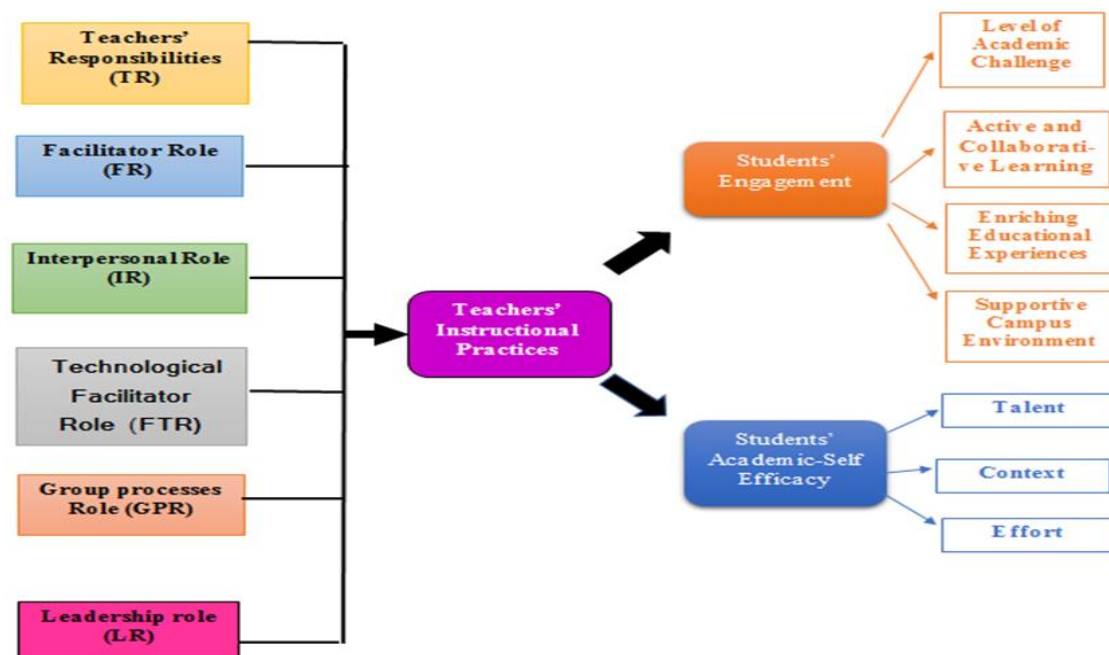 Teachers’
Responsibilities
(TR)
Facilitator Role
(FR)
Interpersonal Role
(IR)
Technological
Facilitator
Role (FTR)
Group processes
Role (GPR)
Leadership role
(LR)
Teachers’
Instructional
Practices
Students’
Engagement
Level of
Academic
Challenge
Active and
Collaborati-
ve Learning
Enriching
Educational
Experiences
Supportive
Campus
Environment
Students’
Academic-Self
Efficacy
Talent
Context
Effort